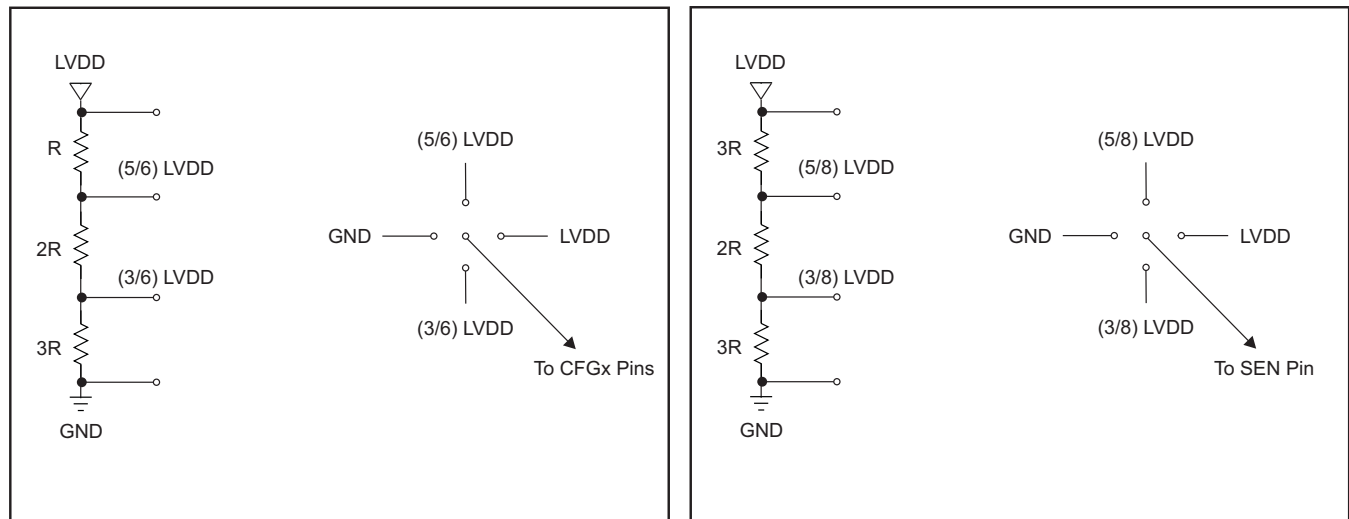 LVDD
R
(5/6) LVDD
2R
(3/6) LVDD
3R
GND
(5/6) LVDD
GND
LVDD
(3/6) LVDD
To CFGx Pins
LVDD
3R
(5/8) LVDD
2R
(3/8) LVDD
3R
GND
(5/8) LVDD
GND
LVDD
(3/8) LVDD
To SEN Pin